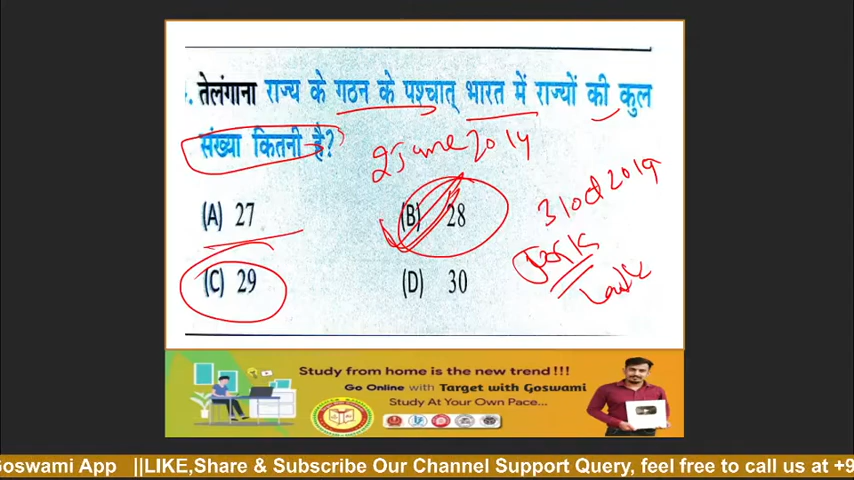 . तेलंगाना राज्य के गठन के पश्चात् भारत में राज्यों की कुल
संख्या कितनी है?
2 June 2014
(A) 27
(B) 28
31 Oct 2019
(C) 29
(D) 30
Study from home is the new trend !!!
Go Online with Target with Goswami
Study At Your Own Pace...
Goswami App ||LIKE,Share & Subscribe Our Channel Support Query, feel free to call us at +9